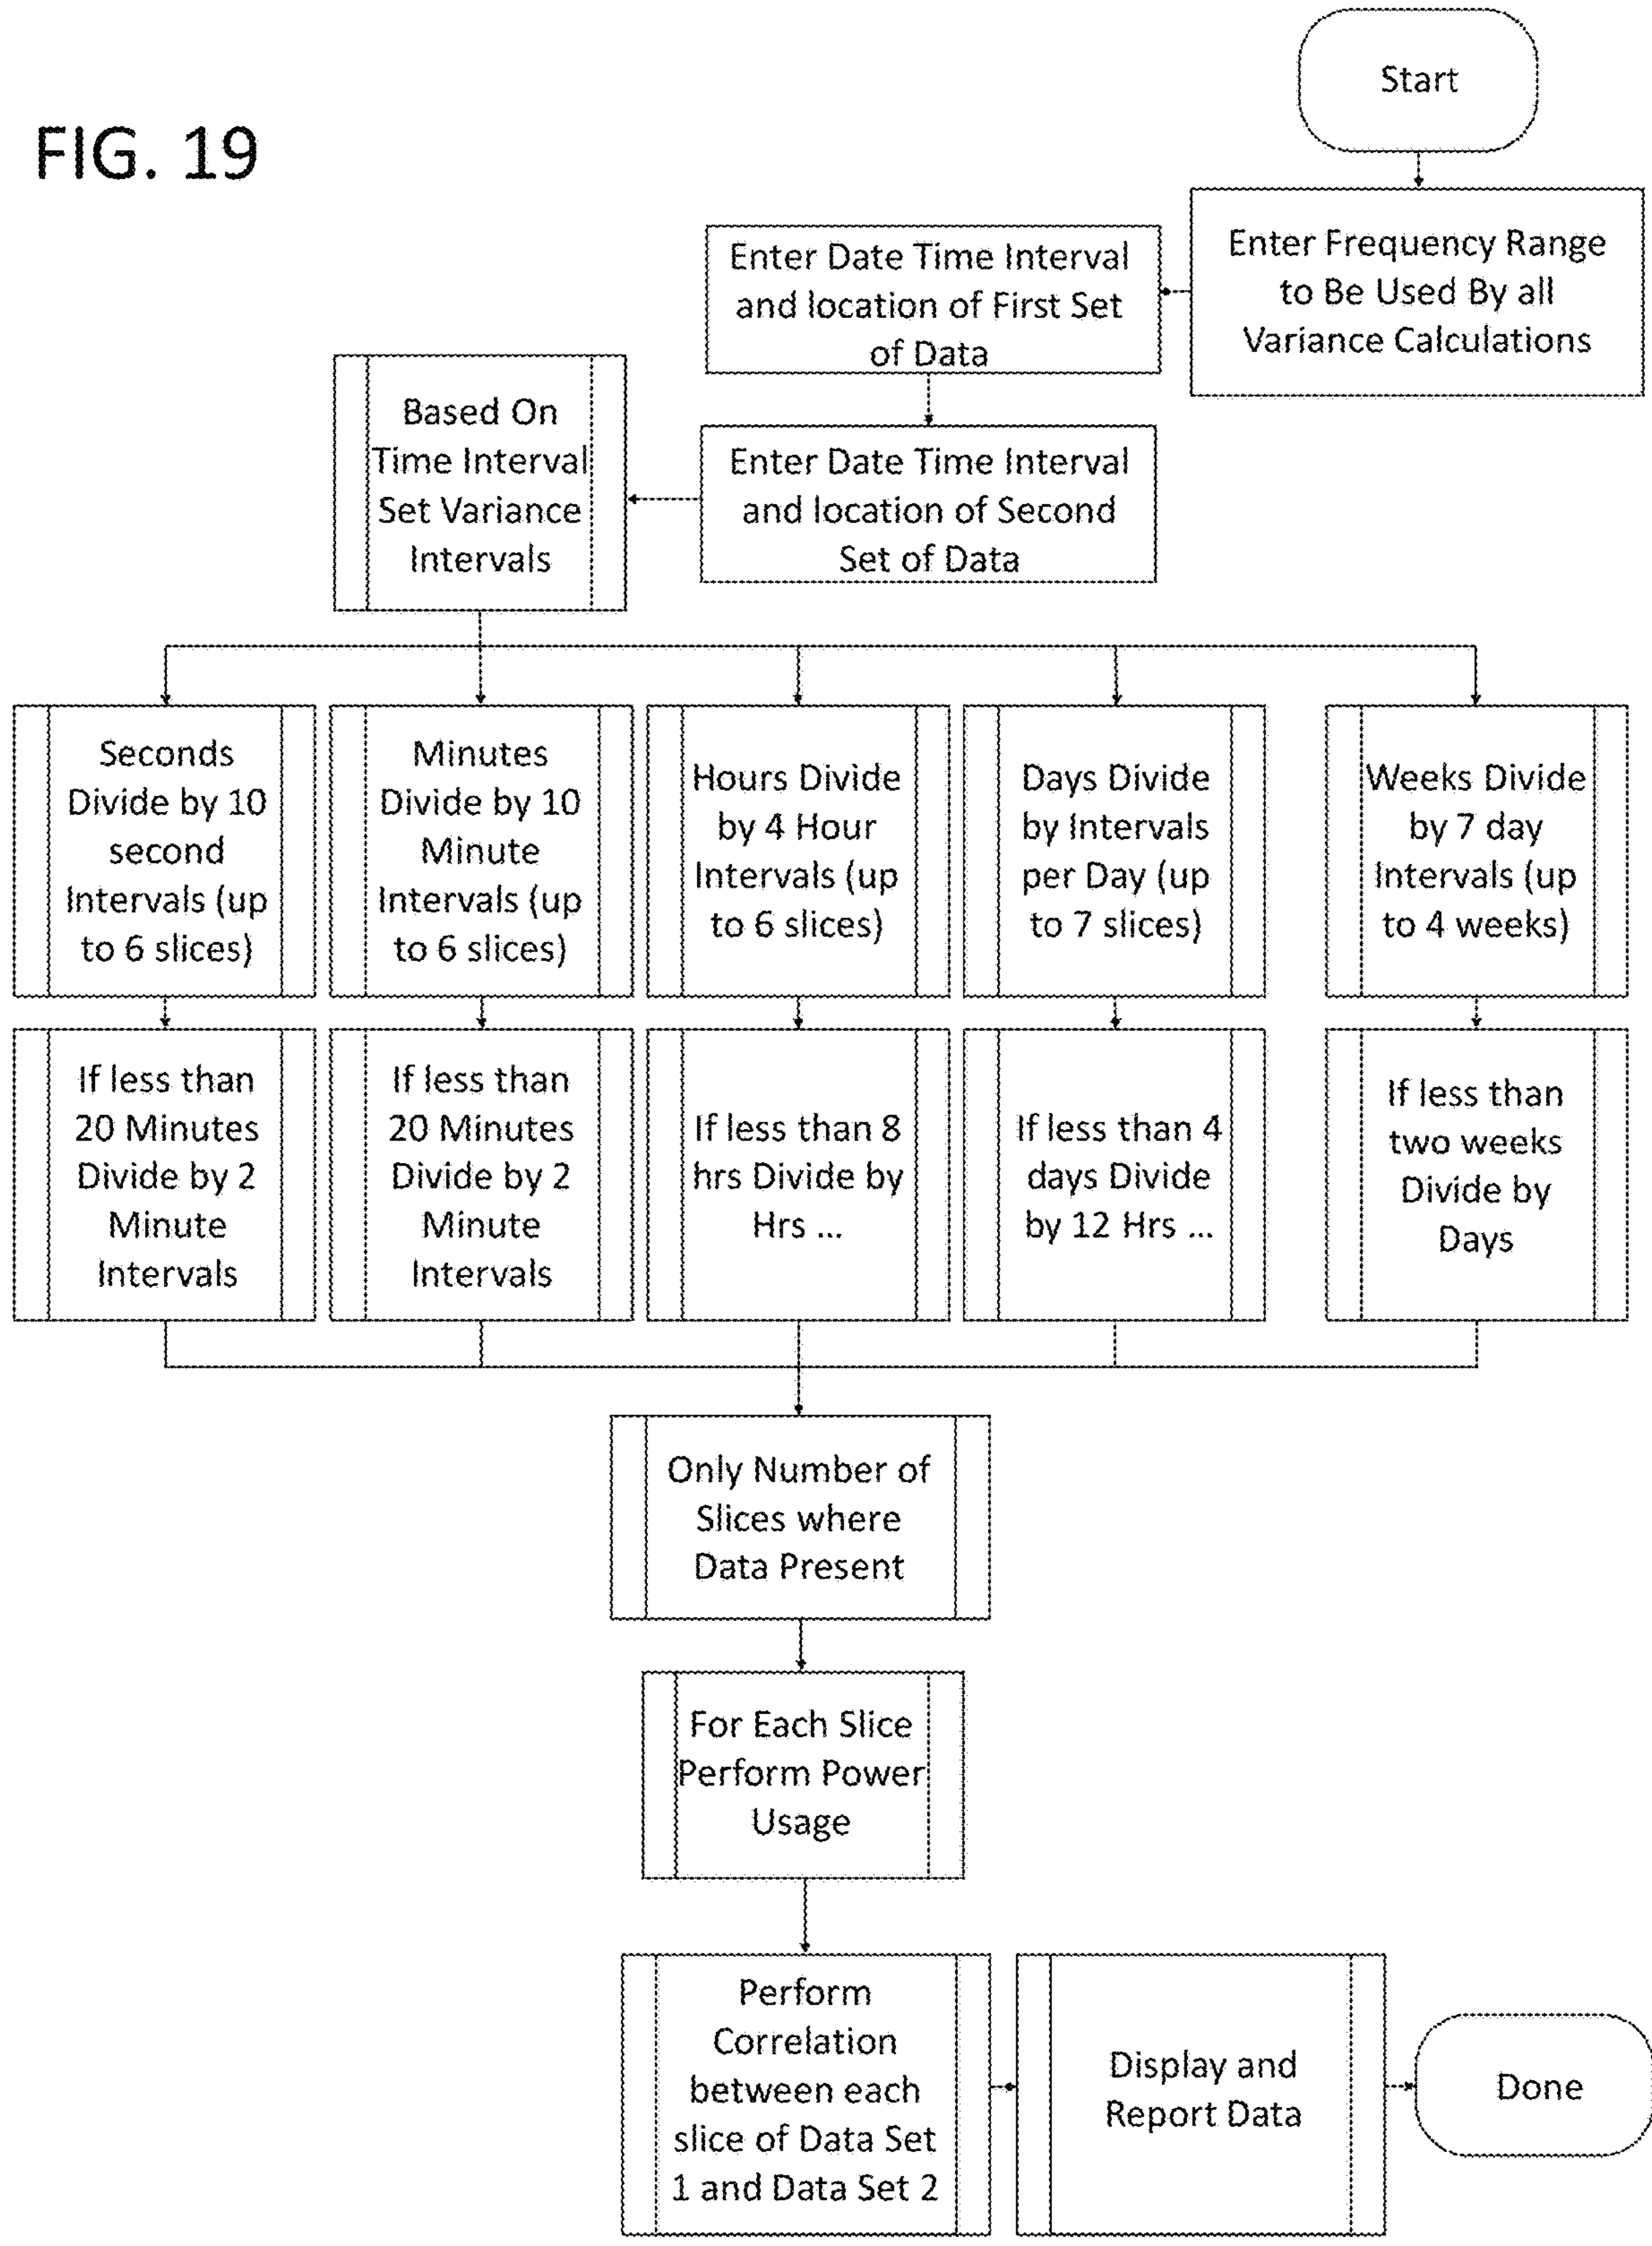 FIG. 19
Start
Enter Frequency Range
to Be Used By all
Variance Calculations
Enter Date Time Interval
and location of First Set
of Data
Enter Date Time Interval
and location of Second
Set of Data
Based On
Time Interval
Set Variance
Intervals
Seconds
Divide by 10
second
Intervals (up
to 6 slices)
Minutes
Divide by 10
Minute
Intervals (up
to 6 slices)
Hours Divide
by 4 Hour
Intervals (up
to 6 slices)
Days Divide
by Intervals
per Day (up
to 7 slices)
Weeks Divide
by 7 day
Intervals (up
to 4 weeks)
If less than
20 Minutes
Divide by 2
Minute
Intervals
If less than
20 Minutes
Divide by 2
Minute
Intervals
If less than 8
hrs Divide by
Hrs ...
If less than 4
days Divide
by 12 Hrs ...
If less than
two weeks
Divide by
Days
Only Number of
Slices where
Data Present
For Each Slice
Perform Power
Usage
Perform
Correlation
between each
slice of Data Set
1 and Data Set 2
Display and
Report Data
Done